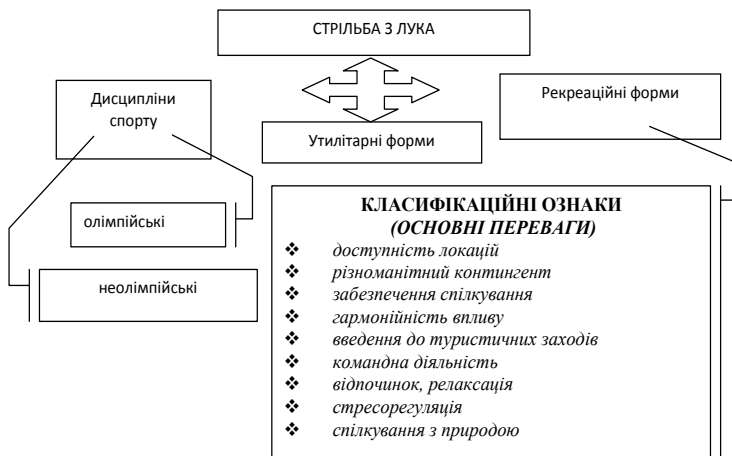 СТРІЛЬБА З ЛУКА
Дисципліни
спорту
Рекреаційні форми
Утилітарні форми
олімпійські
неолімпійські
КЛАСИФІКАЦІЙНІ ОЗНАКИ
(ОСНОВНІ ПЕРЕВАГИ)
❖ доступність локацій
❖ різноманітний контингент
❖ забезпечення спілкування
❖ гармонійність впливу
❖ введення до туристичних заходів
❖ командна діяльність
❖ відпочинок, релаксація
❖ стресорегуляція
❖ спілкування з природою